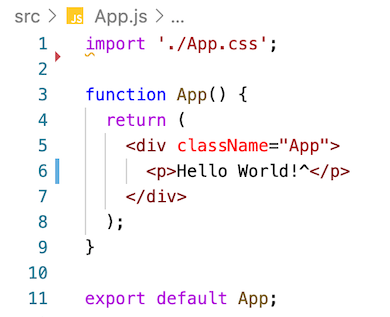 src > JS App.js > ...
1 import './App.css';
2
3 function App() {
4   return (
5     <div className="App">
6       <p>Hello World!^</p>
7     </div>
8   );
9 }
10
11 export default App;